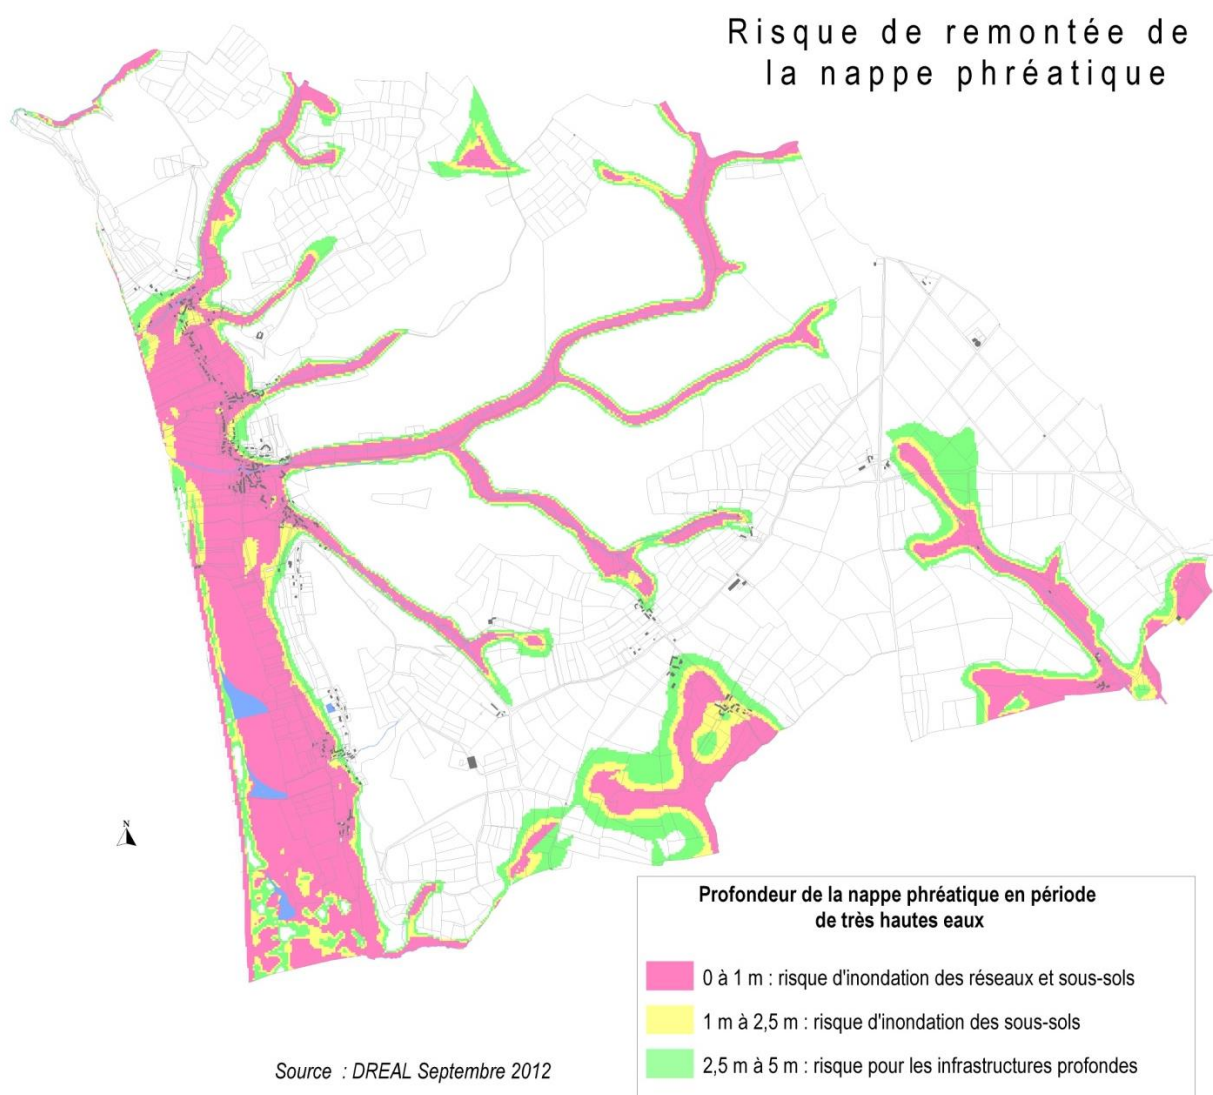 Risque de remontée de
la nappe phréatique
N
Profondeur de la nappe phréatique en période
de très hautes eaux
0 à 1 m : risque d'inondation des réseaux et sous-sols
1 m à 2,5 m : risque d'inondation des sous-sols
2,5 m à 5 m : risque pour les infrastructures profondes
Source : DREAL Septembre 2012